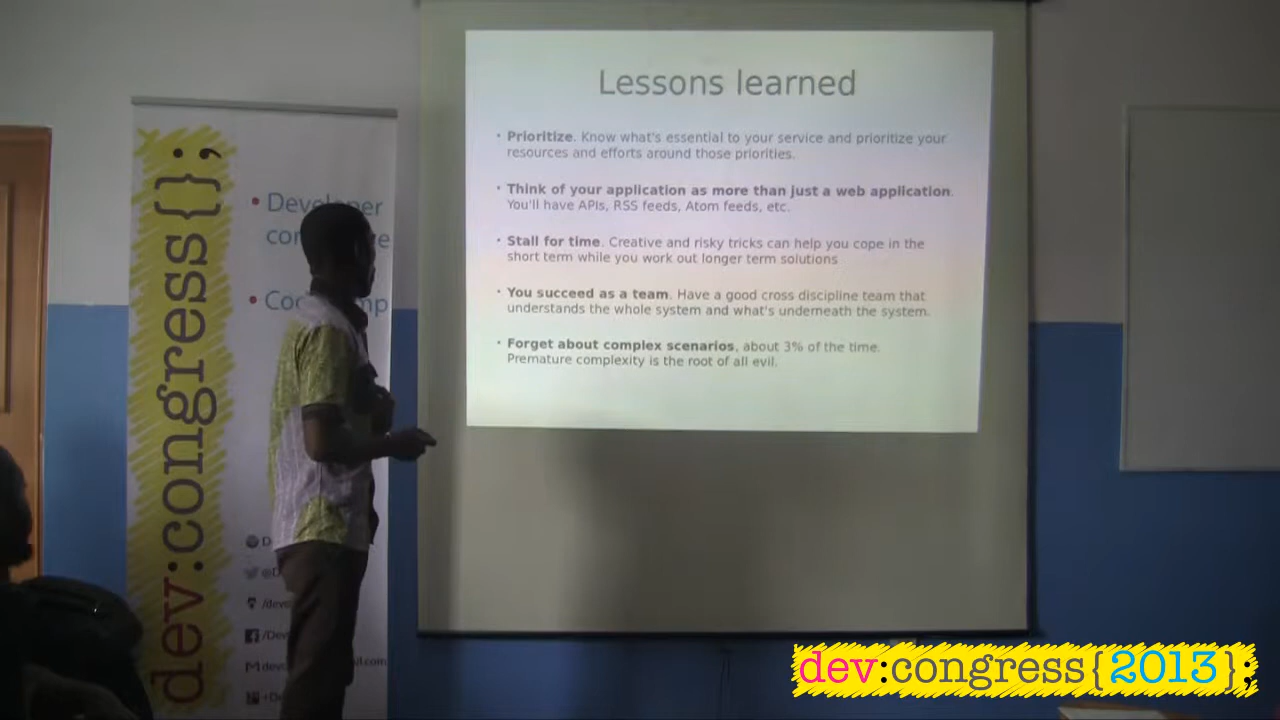 Lessons learned
• Prioritize. Know what's essential to your service and prioritize your
resources and efforts around those priorities.
• Think of your application as more than just a web application.
You'll have APIs, RSS feeds, Atom feeds, etc.
• Stall for time. Creative and risky tricks can help you cope in the
short term while you work out longer term solutions
• You succeed as a team. Have a good cross discipline team that
understands the whole system and what's underneath the system.
• Forget about complex scenarios, about 3% of the time.
Premature complexity is the root of all evil.
dev:congress{};
• Developer
dev:congress{2013};